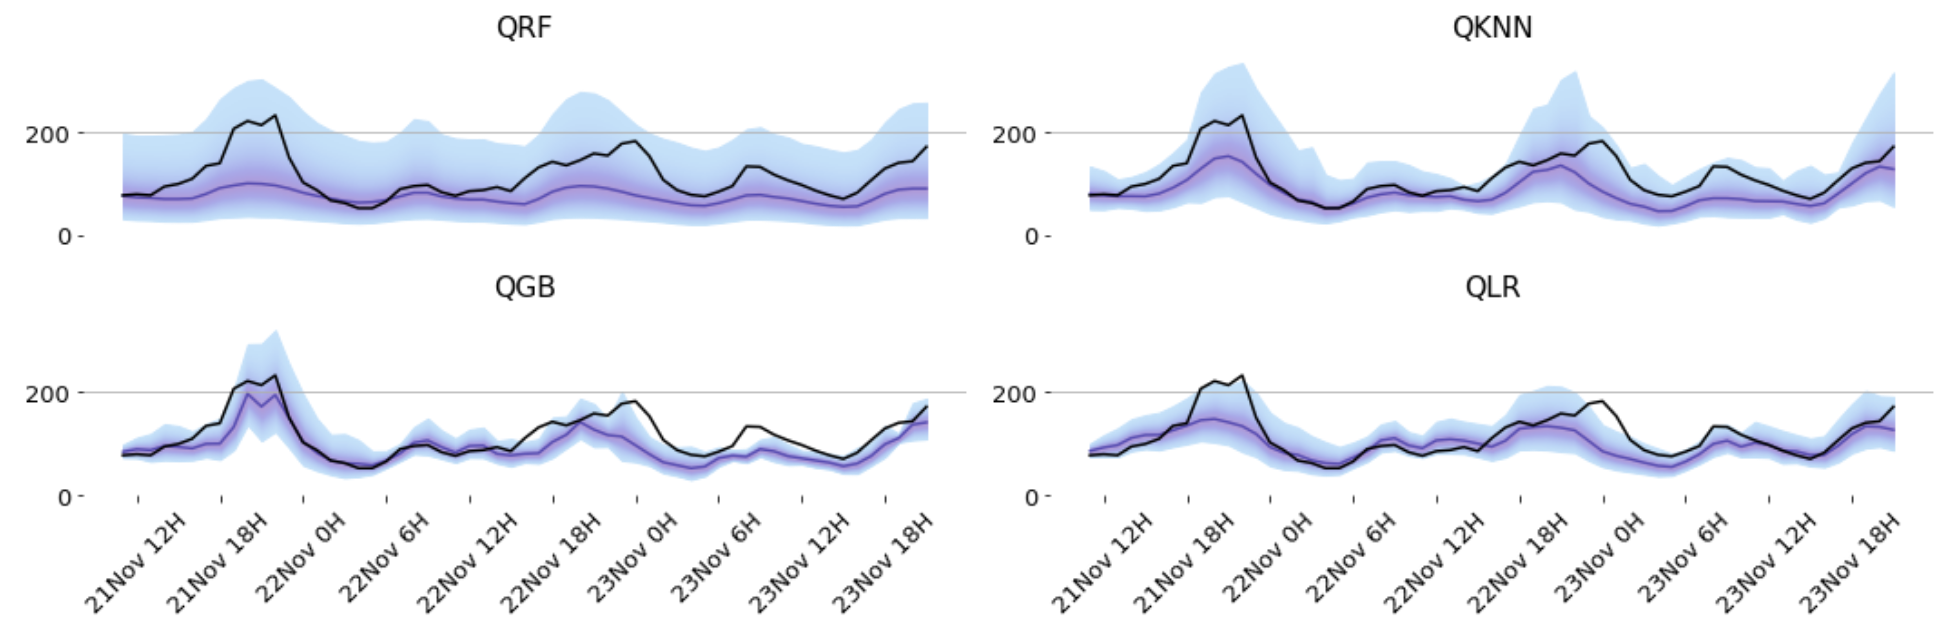 QRF
200
0
QKNN
200
0
QGB
200
0
21Nov 12H
21Nov 18H
22Nov 0H
22Nov 6H
22Nov 12H
22Nov 18H
23Nov 0H
23Nov 6H
23Nov 12H
23Nov 18H
QLR
200
0
21Nov 12H
21Nov 18H
22Nov 0H
22Nov 6H
22Nov 12H
22Nov 18H
23Nov 0H
23Nov 6H
23Nov 12H
23Nov 18H